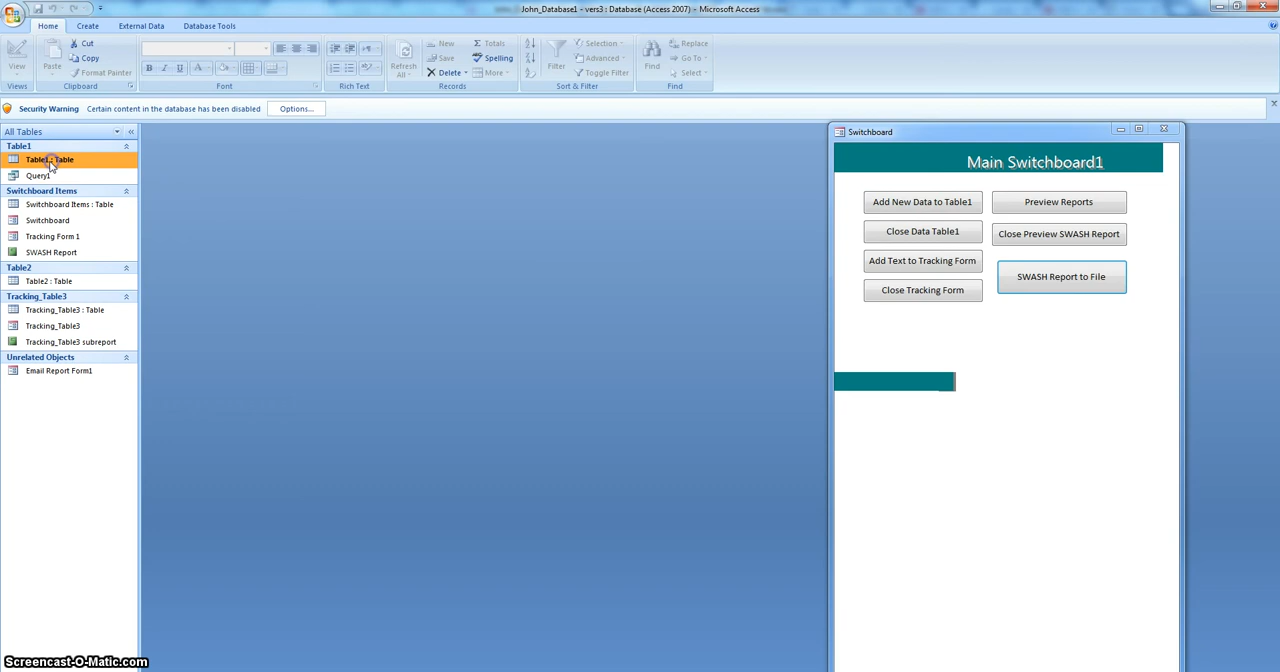 John_Database1 - vers3 : Database (Access 2007) - Microsoft Access
Home Create External Data Database Tools
View Paste Cut Copy Format Painter
B I U A
Refresh All New Save Delete Totals Spelling More
Filter Selection Advanced Toggle Filter
Find Replace Go To Select
Views Clipboard Font Rich Text Records Sort & Filter Find
Security Warning Certain content in the database has been disabled Options...
All Tables
Table1
Table1 : Table
Query1
Switchboard Items
Switchboard Items : Table
Switchboard
Tracking Form 1
SWASH Report
Table2
Table2 : Table
Tracking_Table3
Tracking_Table3 : Table
Tracking_Table3
Tracking_Table3 subreport
Unrelated Objects
Email Report Form1
Switchboard
Main Switchboard1
Add New Data to Table1 Preview Reports
Close Data Table1 Close Preview SWASH Report
Add Text to Tracking Form SWASH Report to File
Close Tracking Form
Screencast-O-Matic.com